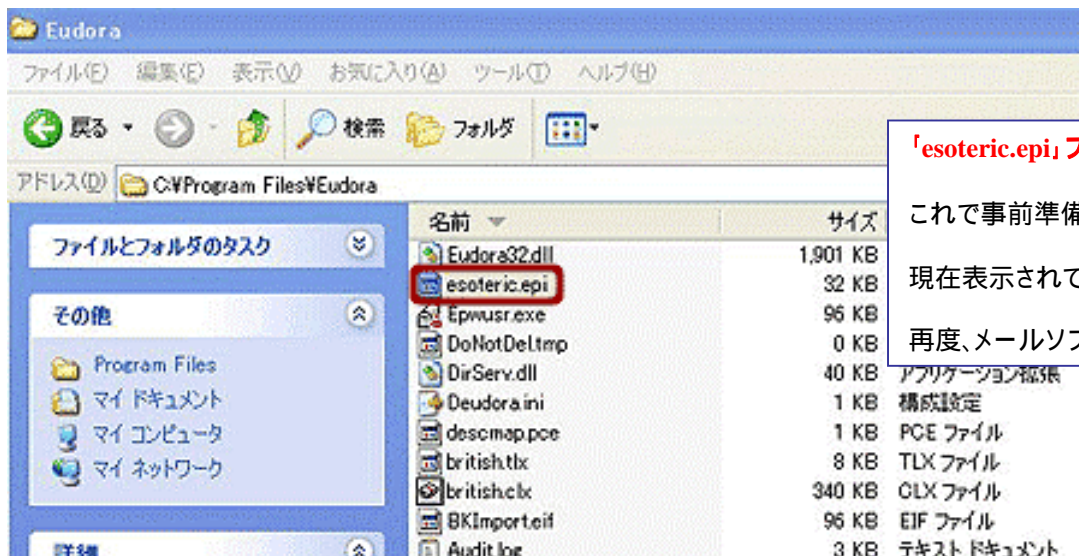 Eudora
ファイル(F) 編集(E) 表示(V) お気に入り(A) ツール(T) ヘルプ(H)
戻る 検索 フォルダ
アドレス(D) C:¥Program Files¥Eudora
ファイルとフォルダのタスク
その他
Program Files
マイ ドキュメント
マイ コンピュータ
マイ ネットワーク
詳細
名前 サイズ
Eudora32.dll 1,901 KB
esoteric.epi 32 KB
Epwusr.exe 96 KB
DoNotDel.tmp 0 KB
DirServ.dll 40 KB アプリケーション拡張
Deudora.ini 1 KB 構成設定
descmap.pce 1 KB PCE ファイル
british.tlx 8 KB TLX ファイル
british.clx 340 KB CLX ファイル
BKImport.eif 96 KB EIF ファイル
Audit.log 3 KB テキスト ドキュメント
「esoteric.epi」フ
これで事前準備
現在表示されて
再度、メールソフ